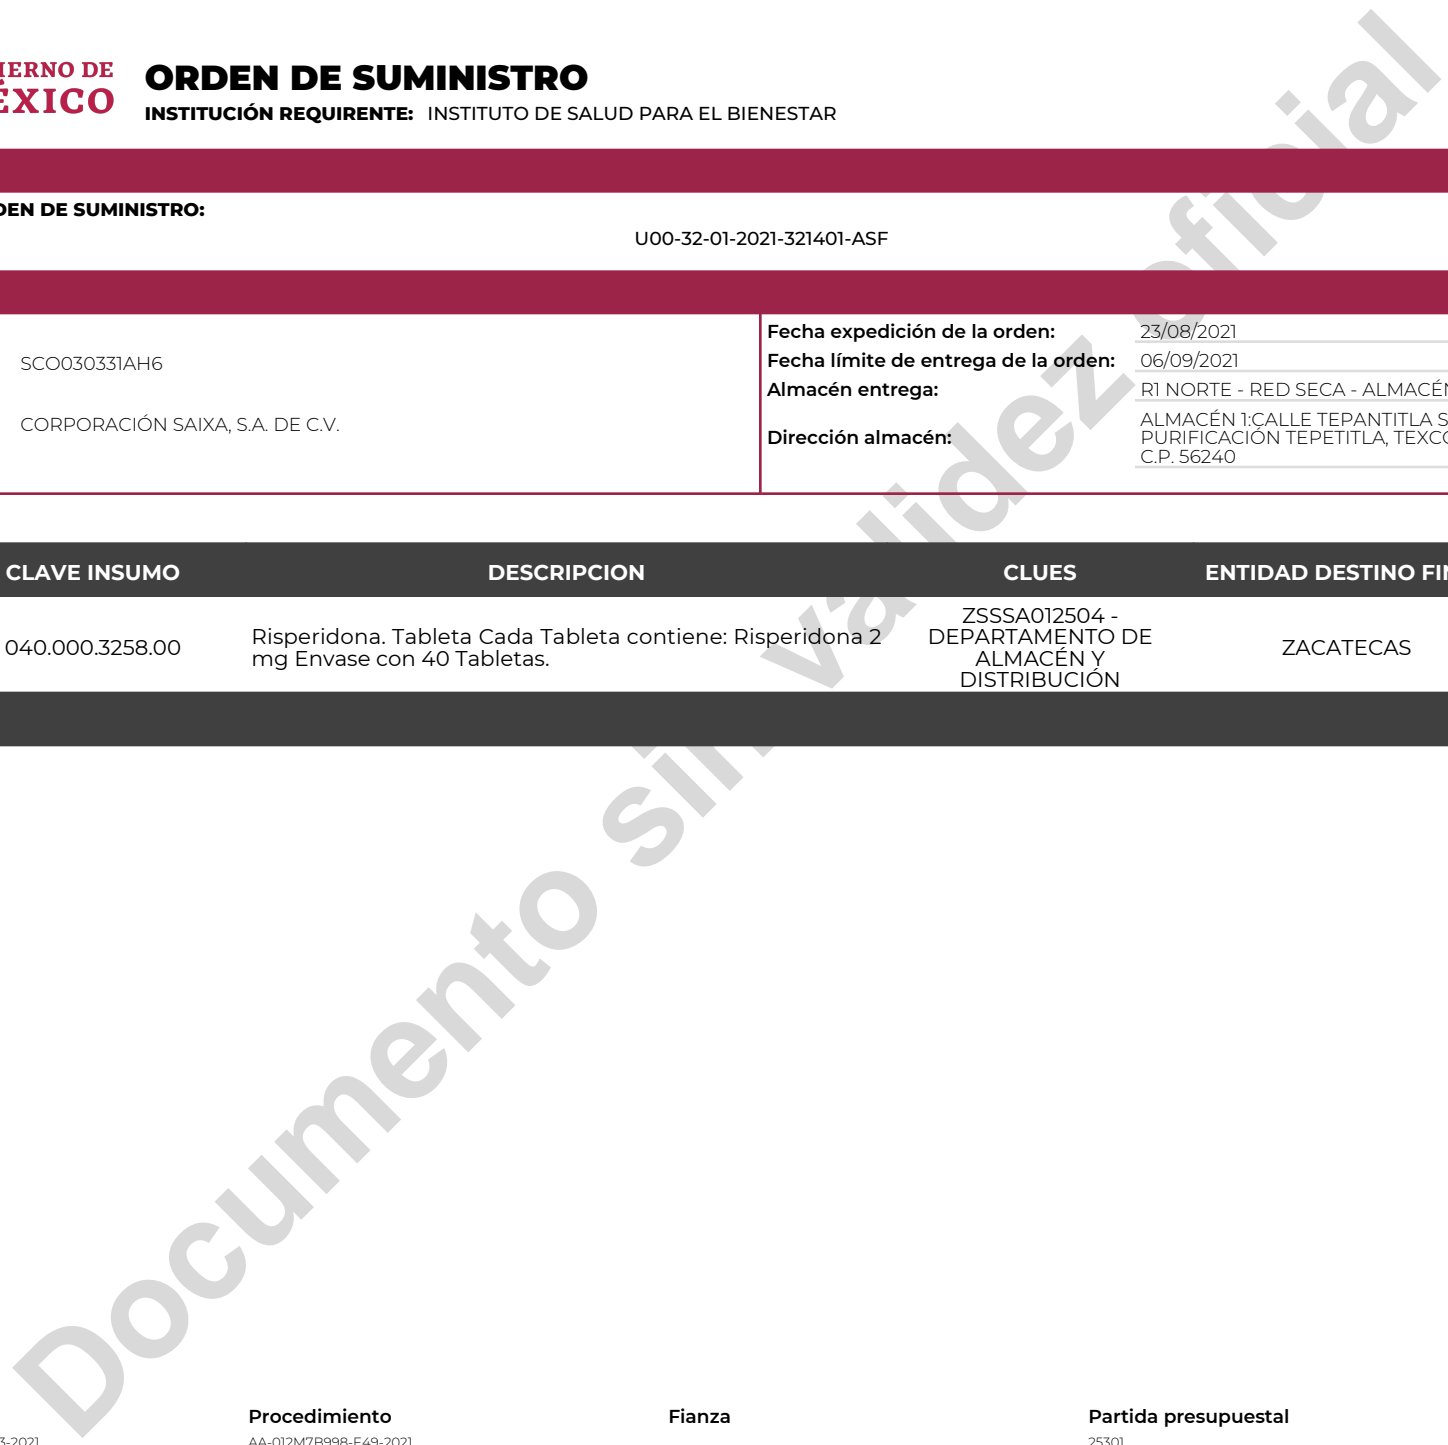 IERNO DE
ÉXICO
ORDEN DE SUMINISTRO
INSTITUCIÓN REQUIRENTE: INSTITUTO DE SALUD PARA EL BIENESTAR
DEN DE SUMINISTRO:
U00-32-01-2021-321401-ASF
SCO030331AH6
CORPORACIÓN SAIXA, S.A. DE C.V.
Fecha expedición de la orden: 23/08/2021
Fecha límite de entrega de la orden: 06/09/2021
Almacén entrega: R1 NORTE - RED SECA - ALMACÉN
Dirección almacén: ALMACÉN 1:CALLE TEPANTITLA S
PURIFICACIÓN TEPETITLA, TEXCO
C.P. 56240
CLAVE INSUMO DESCRIPCION CLUES ENTIDAD DESTINO FIN
040.000.3258.00
Risperidona. Tableta Cada Tableta contiene: Risperidona 2
mg Envase con 40 Tabletas.
ZSSSA012504 -
DEPARTAMENTO DE
ALMACÉN Y
DISTRIBUCIÓN
ZACATECAS
Documento sin validez oficial
Procedimiento Fianza Partida presupuestal
3-2021 AA-012M7B998-E49-2021 25301